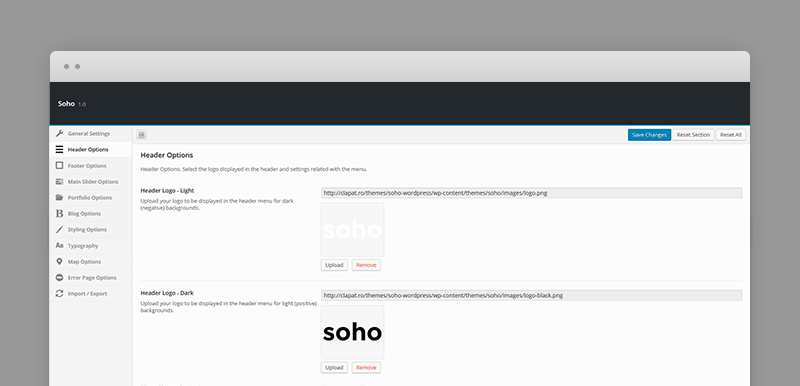 Soho 1.0
General Settings
Header Options
Footer Options
Main Slider Options
Portfolio Options
B Blog Options
Styling Options
Aa Typography
Map Options
Error Page Options
Import / Export
Save Changes Reset Section Reset All
Header Options
Header Options. Select the logo displayed in the header and settings related with the menu.
Header Logo - Light
Upload your logo to be displayed in the header menu for dark
(negative) backgrounds.
http://clapat.ro/themes/soho-wordpress/wp-content/themes/soho/images/logo.png
soho
Upload Remove
Header Logo - Dark
Upload your logo to be displayed in the header menu for light (positive)
backgrounds.
http://clapat.ro/themes/soho-wordpress/wp-content/themes/soho/images/logo-black.png
soho
Upload Remove